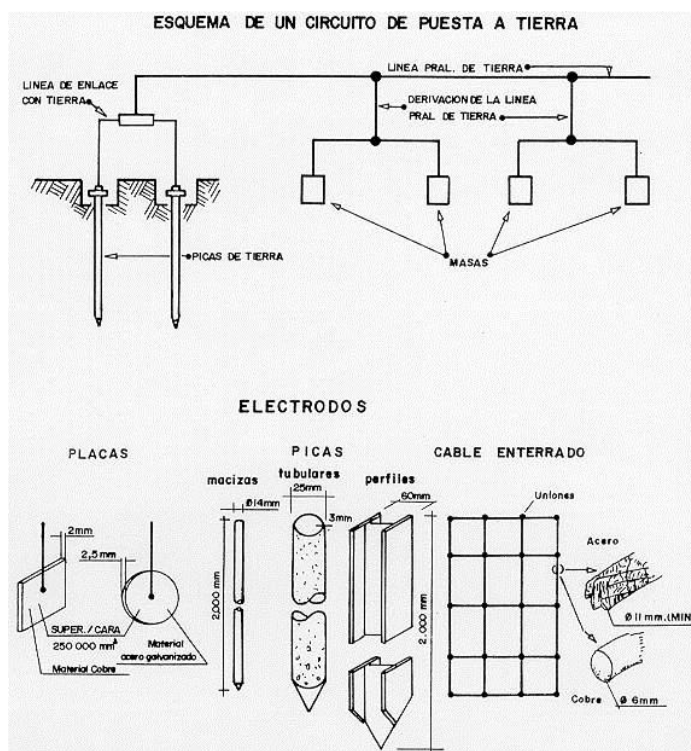 ESQUEMA DE UN CIRCUITO DE PUESTA A TIERRA
LINEA PRAL. DE TIERRA
LINEA DE ENLACE
CON TIERRA
DERIVACION DE LA LINEA
PRAL. DE TIERRA
PICAS DE TIERRA
MASAS
ELECTRODOS
PLACAS
PICAS
CABLE ENTERRADO
macizas
tubulares
perfiles
Ø14mm
25mm
60mm
3mm
Uniones
2mm
2,5mm
2,000 mm
2.000 mm
Acero
Ø 11 mm.(MIN
SUPER./CARA
250 000 mm²
Material Cobre
Material
acero galvanizado
Cobre
Ø 6mm